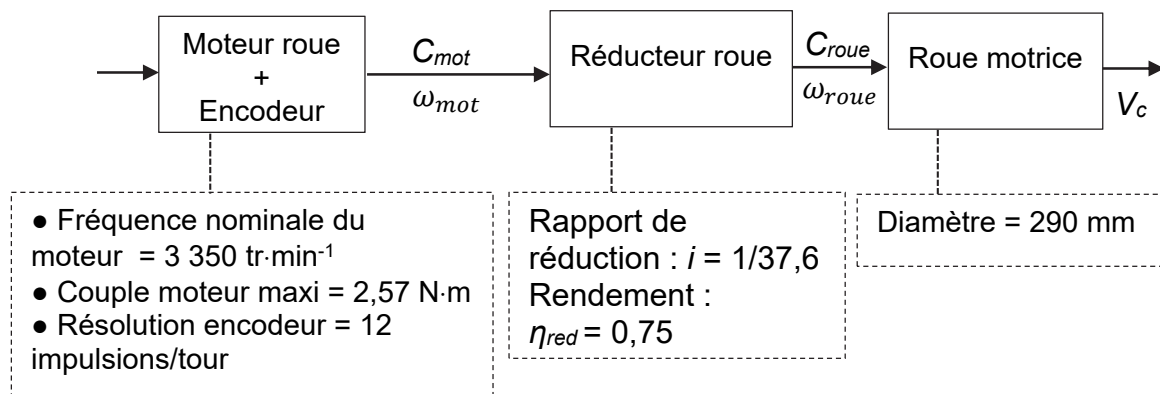 Moteur roue
+
Encodeur
Cmot
ωmot
Réducteur roue
Croue
ωroue
Roue motrice
Vc
● Fréquence nominale du
moteur = 3 350 tr·min-1
● Couple moteur maxi = 2,57 N·m
● Résolution encodeur = 12
impulsions/tour
Rapport de
réduction : i = 1/37,6
Rendement :
ηred = 0,75
Diamètre = 290 mm